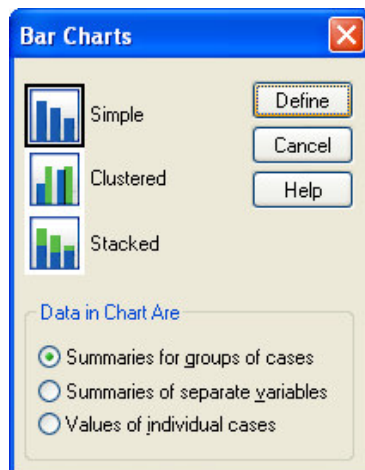 Bar Charts
Simple
Clustered
Stacked
Define
Cancel
Help
Data in Chart Are
Summaries for groups of cases
Summaries of separate variables
Values of individual cases